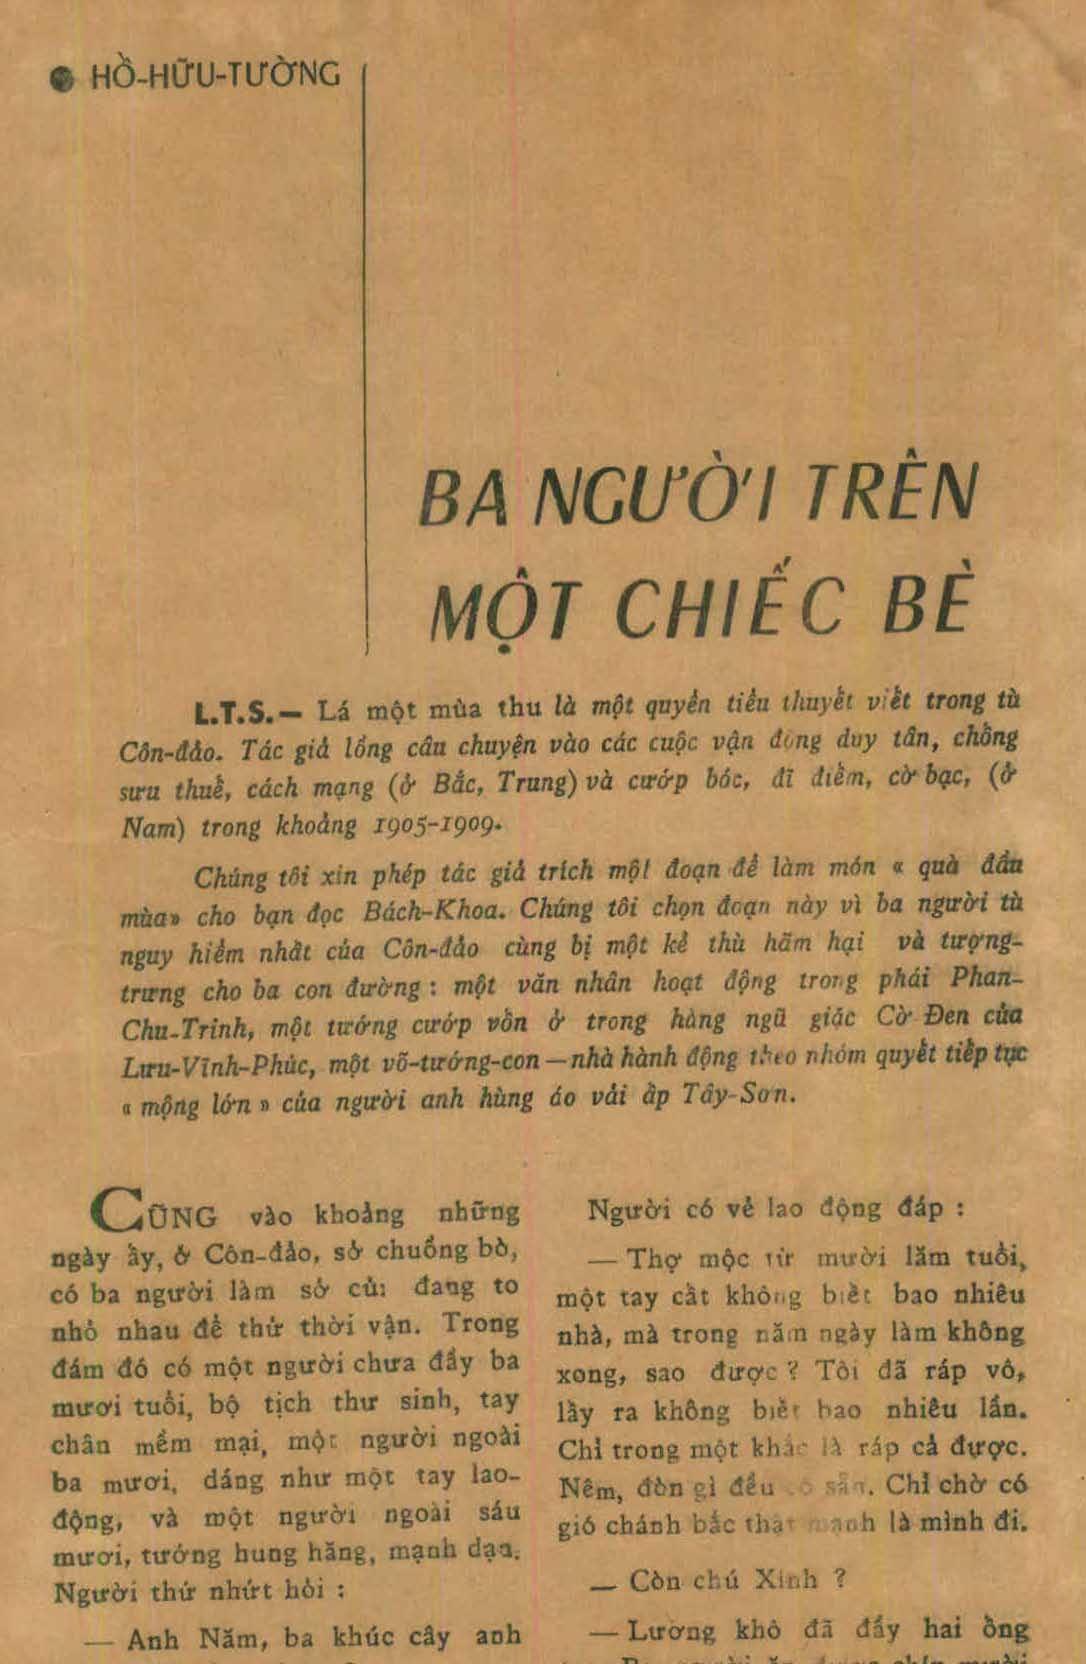 HỒ-HỮU-TƯỜNG
BA NGƯỜI TRÊN
MỘT CHIẾC BÈ
L.T.S.— Lá một mùa thu là một quyển tiểu thuyết viết trong tù
Côn-đảo. Tác giả lồng câu chuyện vào các cuộc vận động duy tân, chống
sưu thuế, cách mạng (ở Bắc, Trung) và cướp bóc, đĩ điếm, cờ bạc, (ở
Nam) trong khoảng 1905-1909.
Chúng tôi xin phép tác giả trích một đoạn để làm món « quà đầu
mùa» cho bạn đọc Bách-Khoa. Chúng tôi chọn đoạn này vì ba người tù
nguy hiểm nhất của Côn-đảo cùng bị một kẻ thù hãm hại và tượng-
trưng cho ba con đường : một văn nhân hoạt động trong phái Phan-
Chu-Trinh, một tướng cướp vốn ở trong hàng ngũ giặc Cờ Đen của
Lưu-Vĩnh-Phúc, một võ-tướng-con — nhà hành động theo nhóm quyết tiếp tục
« mộng lớn » của người anh hùng áo vải ấp Tây-Sơn.
CŨNG vào khoảng những
ngày ấy, ở Côn-đảo, sở chuồng bò,
có ba người làm sở củi đang to
nhỏ nhau để thử thời vận. Trong
đám đó có một người chưa đầy ba
mươi tuổi, bộ tịch thư sinh, tay
chân mềm mại, một người ngoài
ba mươi, dáng như một tay lao-
động, và một người ngoài sáu
mươi, tướng hung hăng, mạnh dạn.
Người thứ nhứt hỏi :
— Anh Năm, ba khúc cây anh
Người có vẻ lao động đáp :
— Thợ mộc từ mười lăm tuổi,
một tay cất không biết bao nhiêu
nhà, mà trong năm ngày làm không
xong, sao được ? Tôi đã ráp vô,
lấy ra không biết bao nhiêu lần.
Chỉ trong một khắc là ráp cả được.
Nêm, đòn gì đều có sẵn. Chỉ chờ có
gió chánh bắc thật mạnh là mình đi.
— Còn chú Xinh ?
— Lương khô đã đầy hai ống